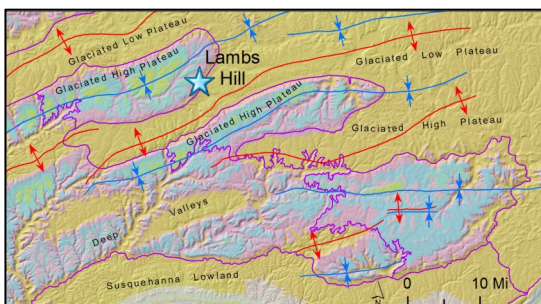 Glaciated Low Plateau
Glaciated High Plateau
Lambs
Hill
Glaciated Low Plateau
Glaciated High Plateau
Glaciated High Plateau
Valleys
Deep
Susquehanna Lowland
0 10 Mi